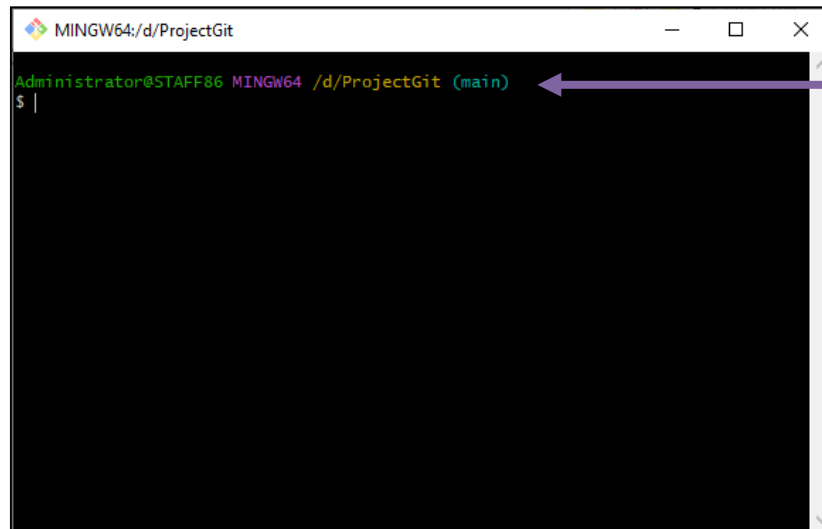 MINGW64:/d/ProjectGit
Administrator@STAFF86 MINGW64 /d/ProjectGit (main)
$